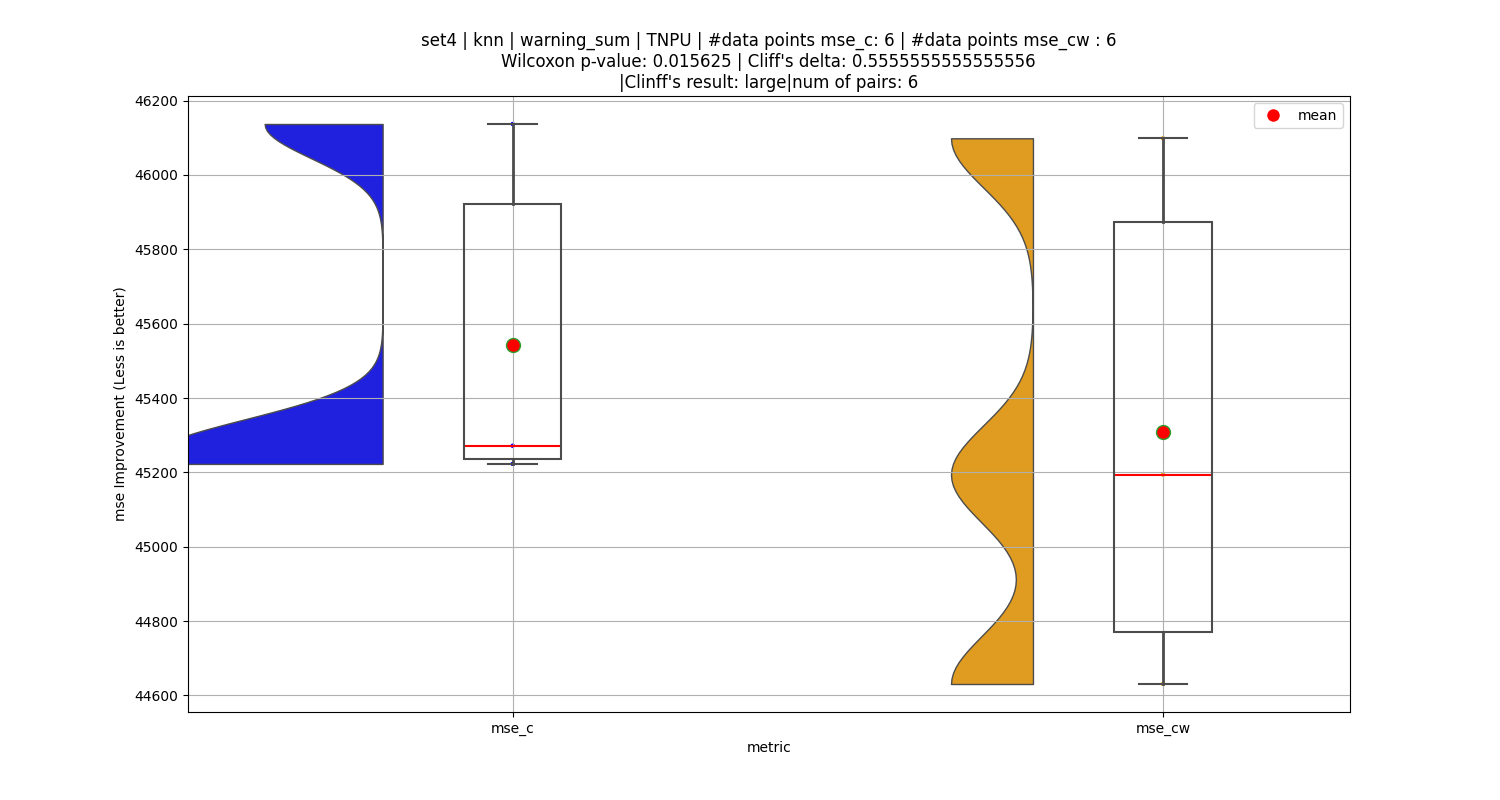 set4 | knn | warning_sum | TNPU | #data points mse_c: 6 | #data points mse_cw : 6
Wilcoxon p-value: 0.015625 | Cliff's delta: 0.5555555555555556
|Clinff's result: large|num of pairs: 6
mean
46200
46000
45800
45600
45400
45200
45000
44800
44600
mse Improvement (Less is better)
mse_c
mse_cw
metric